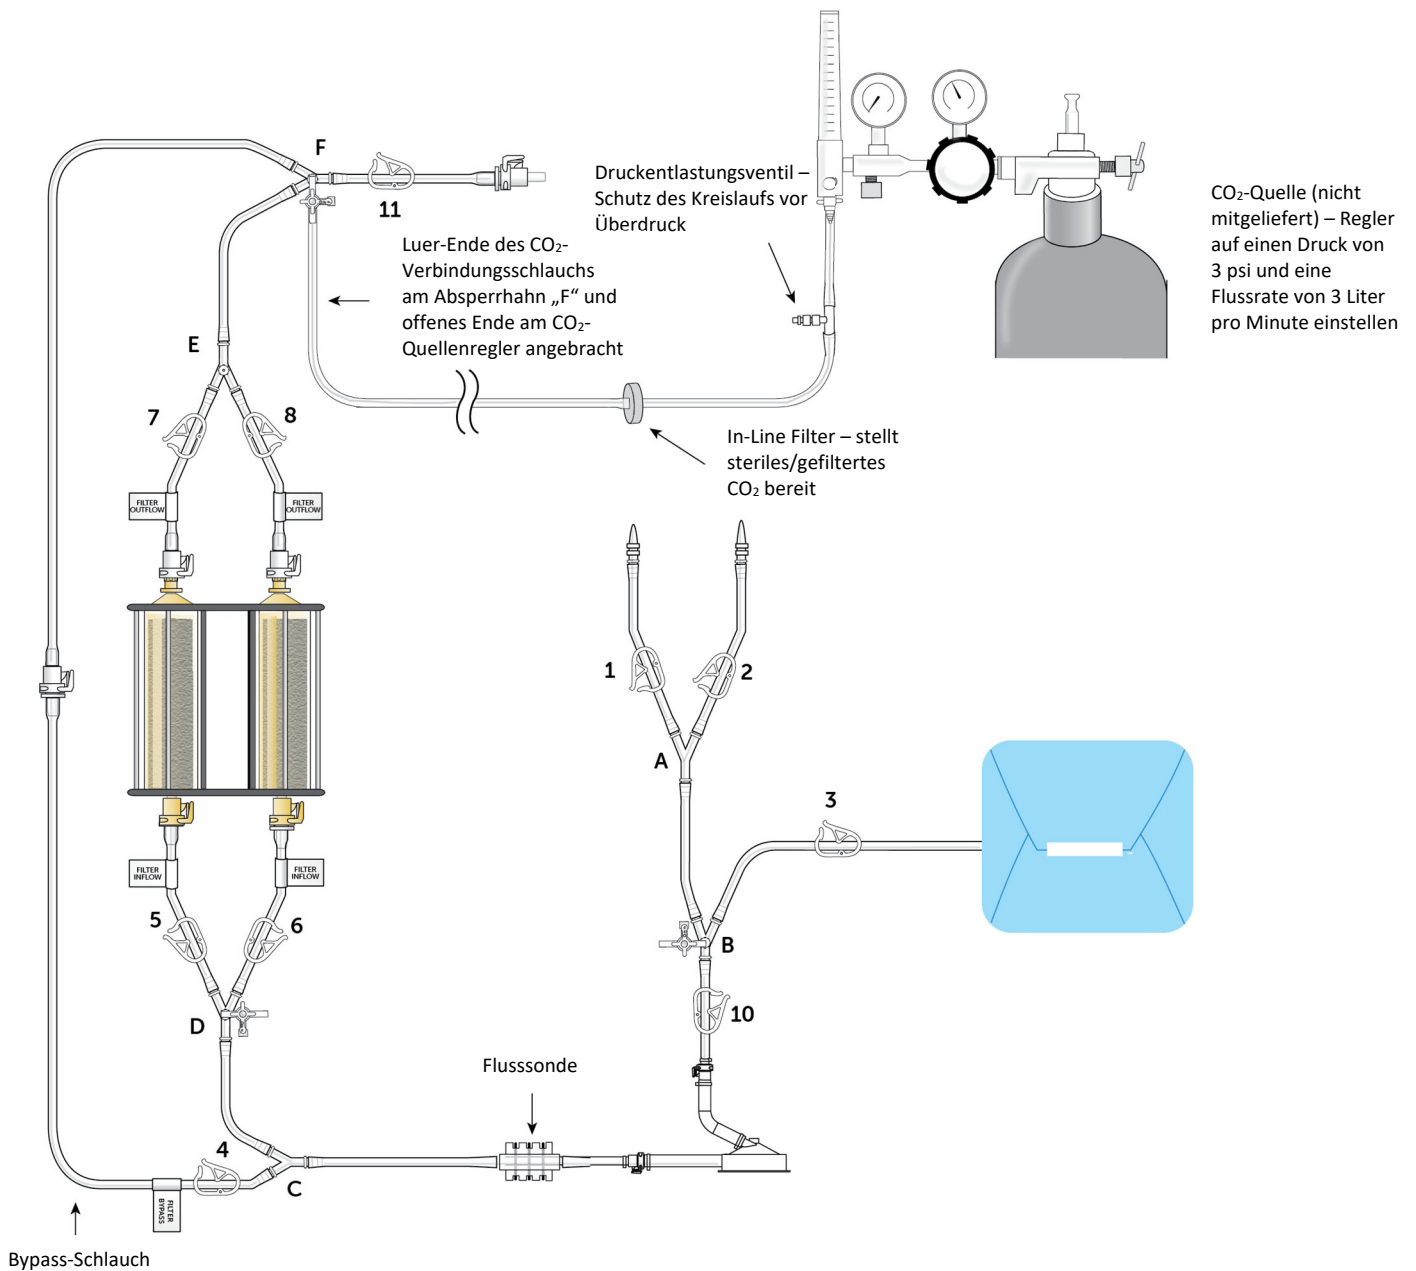 F
11
Luer-Ende des CO₂-
Verbindungsschlauchs
am Absperrhahn „F“ und
offenes Ende am CO₂-
Quellenregler angebracht
Druckentlastungsventil –
Schutz des Kreislaufs vor
Überdruck
CO₂-Quelle (nicht
mitgeliefert) – Regler
auf einen Druck von
3 psi und eine
Flussrate von 3 Liter
pro Minute einstellen
E
7
8
In-Line Filter – stellt
steriles/gefiltertes
CO₂ bereit
FILTER
OUTFLOW
FILTER
OUTFLOW
1
2
A
3
FILTER
INFLOW
FILTER
INFLOW
5
6
B
D
10
Flusssonde
4
C
FILTER
BYPASS
Bypass-Schlauch